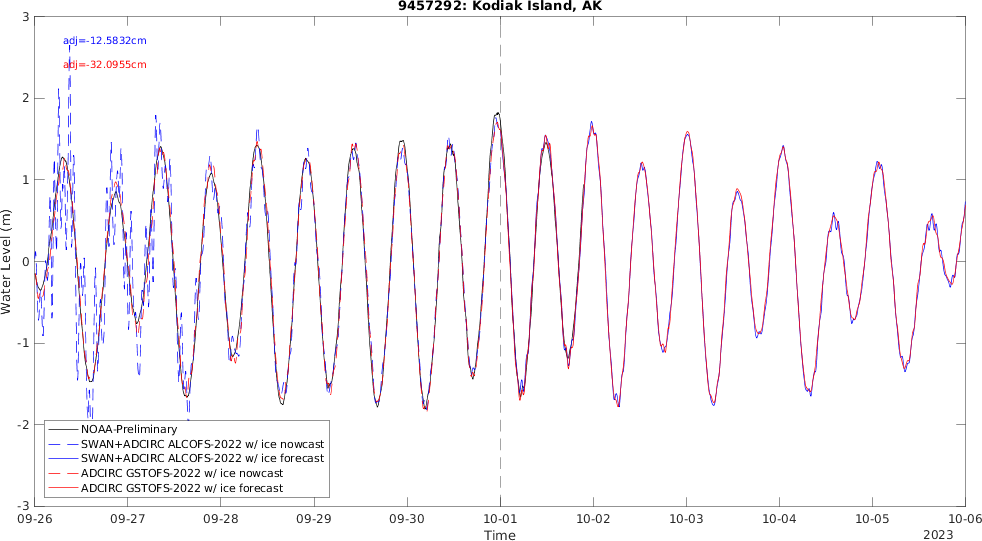 9457292: Kodiak Island, AK
adj=-12.5832cm
adj=-32.0955cm
Water Level (m)
3
2
1
0
-1
-2
-3
NOAA-Preliminary
SWAN+ADCIRC ALCOFS-2022 w/ ice nowcast
SWAN+ADCIRC ALCOFS-2022 w/ ice forecast
ADCIRC GSTOFS-2022 w/ ice nowcast
ADCIRC GSTOFS-2022 w/ ice forecast
09-26 09-27 09-28 09-29 09-30 10-01 10-02 10-03 10-04 10-05 10-06
Time
2023